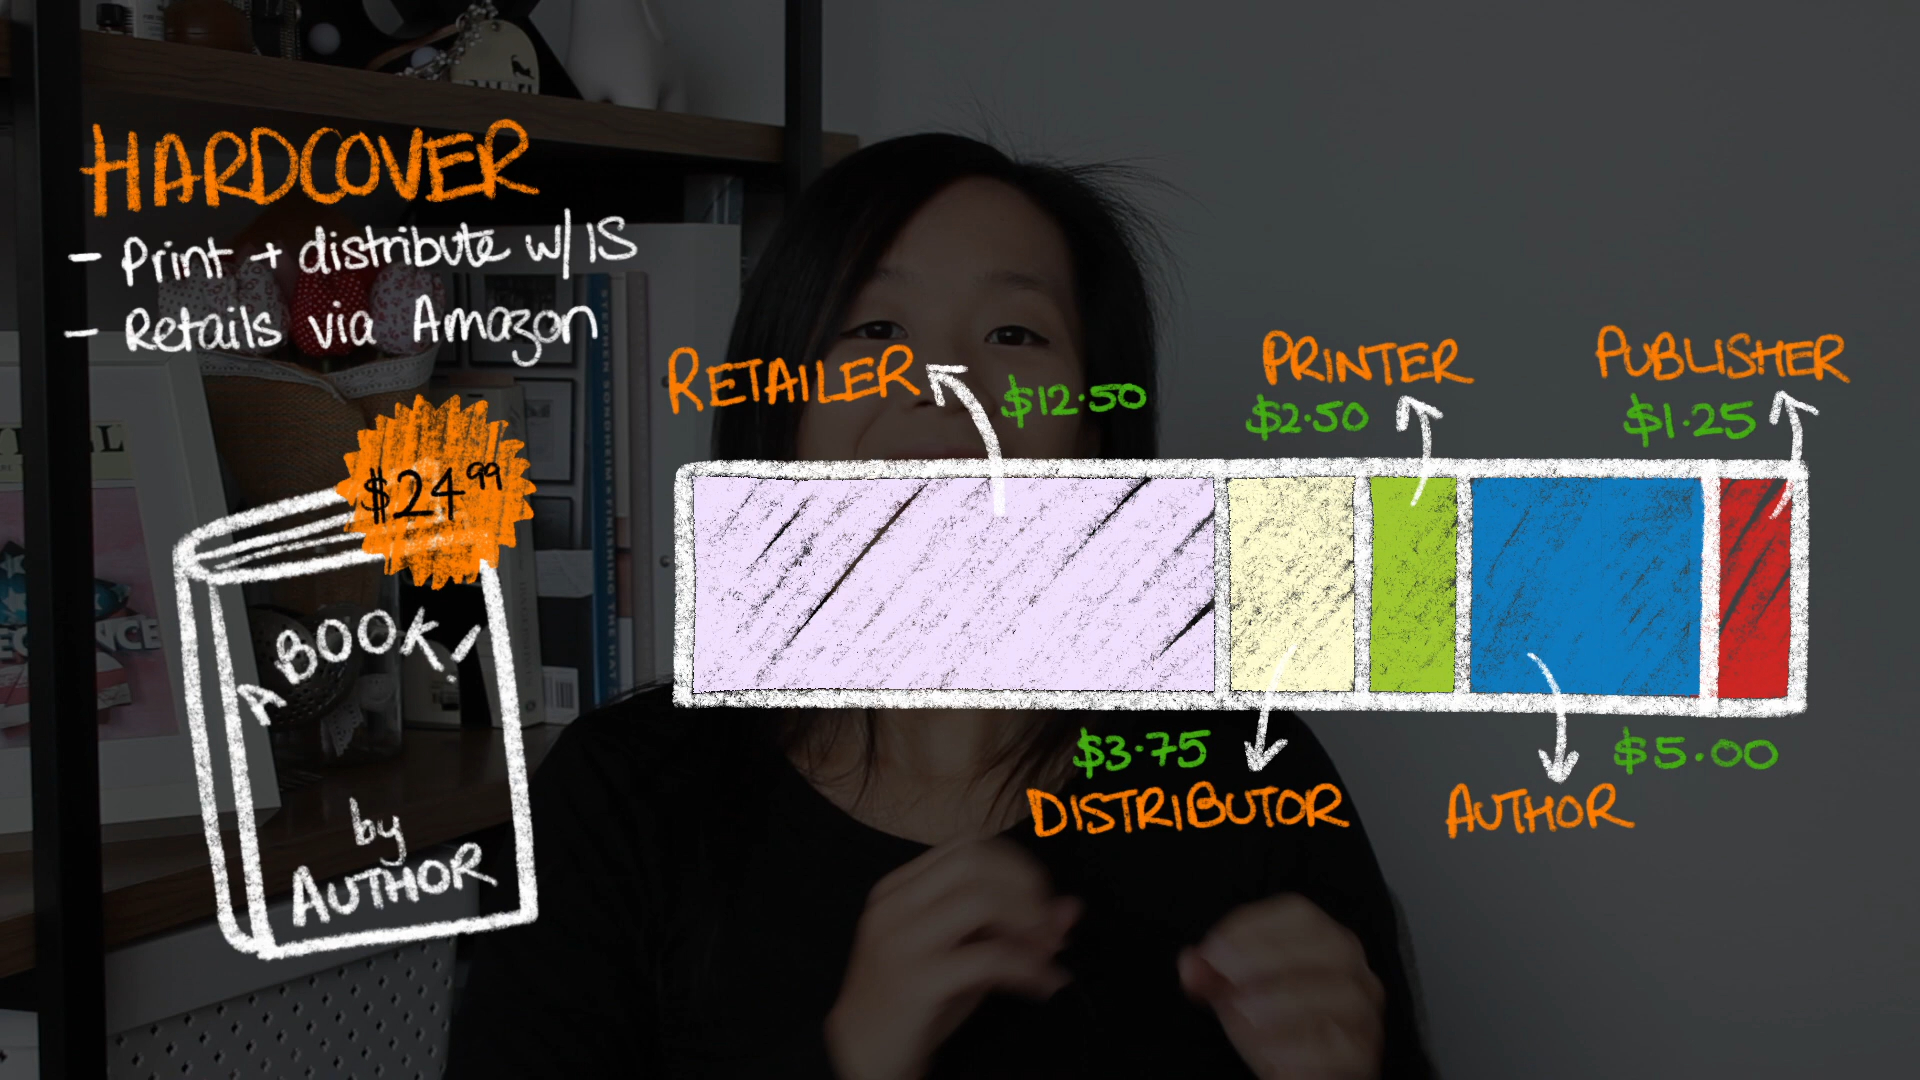 HARDCOVER
- Print + distribute w/ IS
- Retails via Amazon
RETAILER
$12.50
PRINTER
$2.50
PUBLISHER
$1.25
$24.99
A BOOK!
by
AUTHOR
$3.75
DISTRIBUTOR
$5.00
AUTHOR